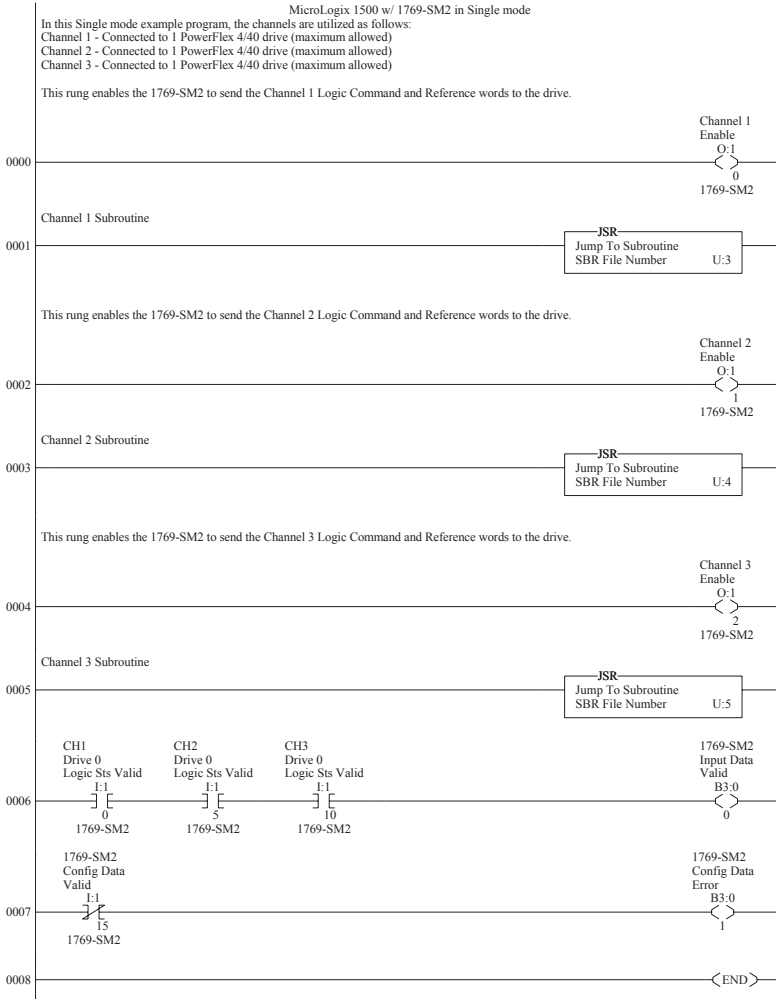 MicroLogix 1500 w/ 1769-SM2 in Single mode
In this Single mode example program, the channels are utilized as follows:
Channel 1 - Connected to 1 PowerFlex 4/40 drive (maximum allowed)
Channel 2 - Connected to 1 PowerFlex 4/40 drive (maximum allowed)
Channel 3 - Connected to 1 PowerFlex 4/40 drive (maximum allowed)
This rung enables the 1769-SM2 to send the Channel 1 Logic Command and Reference words to the drive.
Channel 1
Enable
O:1
0000
0
1769-SM2
Channel 1 Subroutine
JSR
0001
Jump To Subroutine
SBR File Number U:3
This rung enables the 1769-SM2 to send the Channel 2 Logic Command and Reference words to the drive.
Channel 2
Enable
O:1
0002
1
1769-SM2
Channel 2 Subroutine
JSR
0003
Jump To Subroutine
SBR File Number U:4
This rung enables the 1769-SM2 to send the Channel 3 Logic Command and Reference words to the drive.
Channel 3
Enable
O:1
0004
2
1769-SM2
Channel 3 Subroutine
JSR
0005
Jump To Subroutine
SBR File Number U:5
CH1 CH2 CH3 1769-SM2
Drive 0 Drive 0 Drive 0 Input Data
Logic Sts Valid Logic Sts Valid Logic Sts Valid Valid
I:1 I:1 I:1 B3:0
0006
0 5 10 0
1769-SM2 1769-SM2 1769-SM2
1769-SM2 1769-SM2
Config Data Config Data
Valid Error
I:1 B3:0
0007
15 1
1769-SM2
0008 END